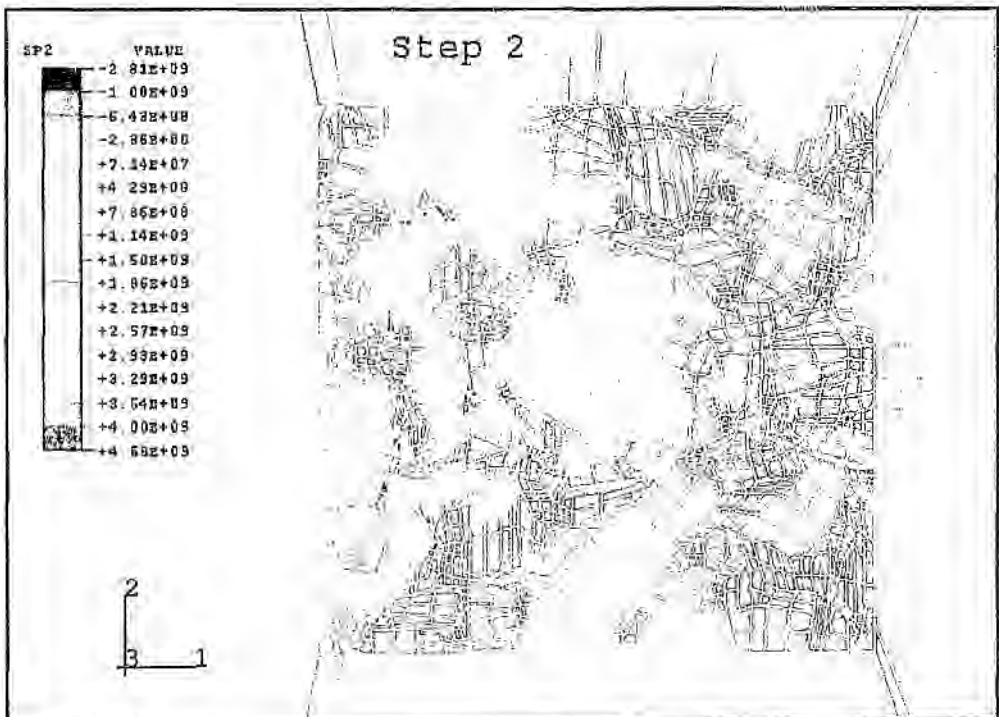 Step 2
SP2 VALUE
-2.81E+09
-1.00E+09
-6.43E+08
-2.86E+08
+7.14E+07
+4.29E+08
+7.86E+08
+1.14E+09
+1.50E+09
+1.86E+09
+2.21E+09
+2.57E+09
+2.93E+09
+3.29E+09
+3.64E+09
+4.00E+09
+4.68E+09
2
3 1